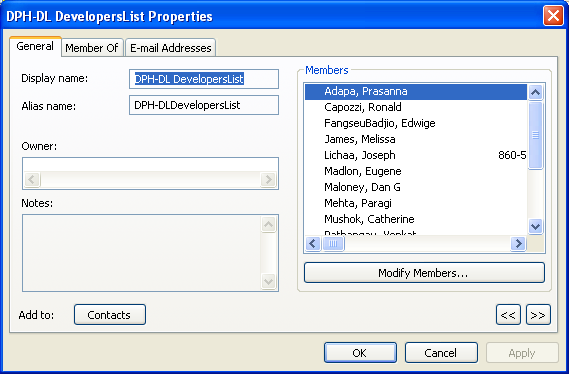 DPH-DL DevelopersList Properties
General
Member Of
E-mail Addresses
Display name:
DPH-DL DevelopersList
Alias name:
DPH-DLDevelopersList
Owner:
Notes:
Members
Adapa, Prasanna
Capozzi, Ronald
FangseuBadjio, Edwige
James, Melissa
Lichaa, Joseph 860-5
Madlon, Eugene
Maloney, Dan G
Mehta, Paragi
Mushok, Catherine
Modify Members...
Add to:
Contacts
<<
>>
OK
Cancel
Apply